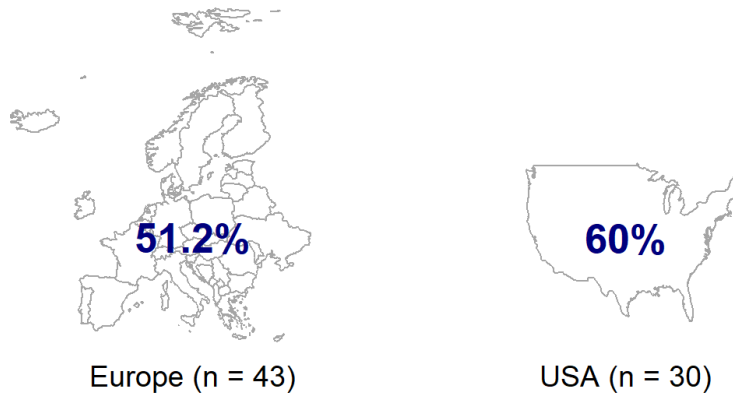 51.2%
60%
Europe (n = 43)
USA (n = 30)